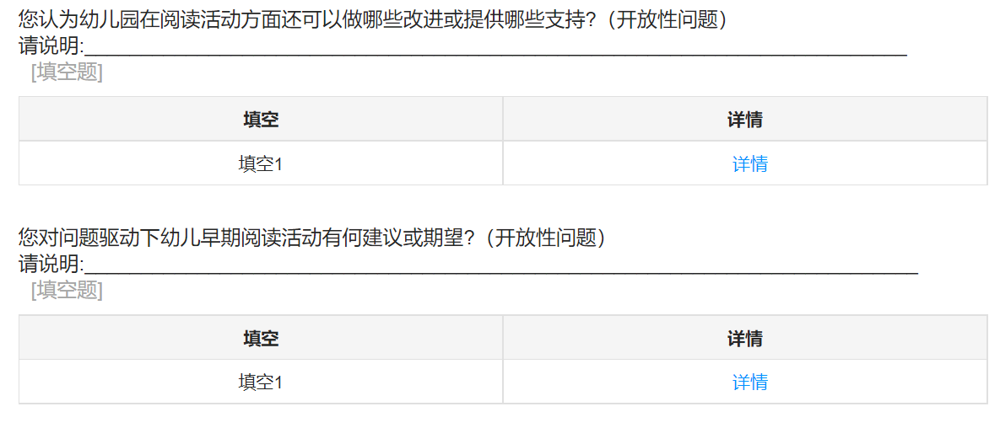 您认为幼儿园在阅读活动方面还可以做哪些改进或提供哪些支持?（开放性问题）
请说明:_________________________________________________________________________
[填空题]
填空 详情
填空1 详情
您对问题驱动下幼儿早期阅读活动有何建议或期望?（开放性问题）
请说明:__________________________________________________________________________
[填空题]
填空 详情
填空1 详情